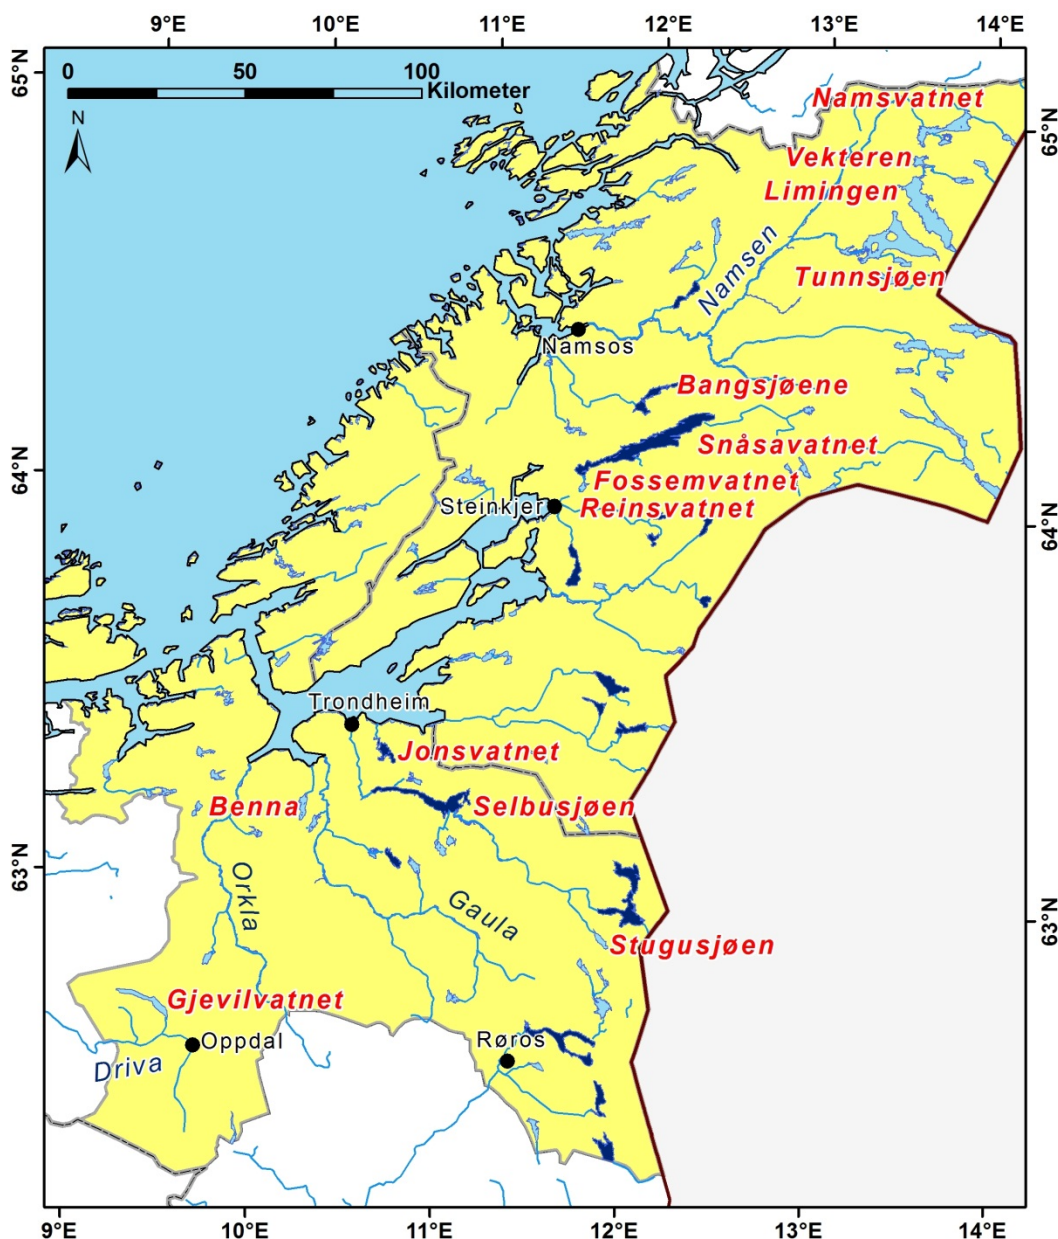 9°E 10°E 11°E 12°E 13°E 14°E
65°N
0 50 100
Kilometer
N
Namsvatnet
65°N
Vekteren
Limingen
Namsen
Tunnsjøen
Namsos
Bangsjøene
Snåsavatnet
64°N
Fossemvatnet
Steinkjer
Reinsvatnet
64°N
Trondheim
Jonsvatnet
Benna
Selbusjøen
63°N
Orkla
Gaula
63°N
Stugusjøen
Gjevilvatnet
Oppdal
Røros
Driva
9°E 10°E 11°E 12°E 13°E 14°E